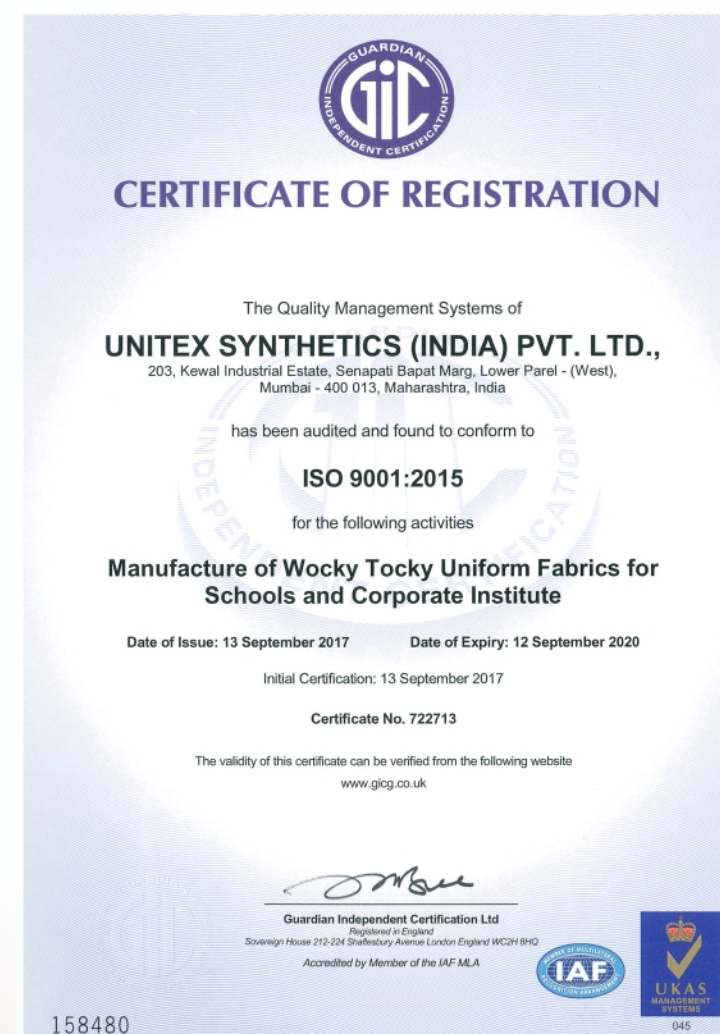 GUARDIAN
GiC
INDEPENDENT CERTIFICATION
CERTIFICATE OF REGISTRATION
The Quality Management Systems of
UNITEX SYNTHETICS (INDIA) PVT. LTD.,
203, Kewal Industrial Estate, Senapati Bapat Marg, Lower Parel - (West),
Mumbai - 400 013, Maharashtra, India
has been audited and found to conform to
ISO 9001:2015
for the following activities
Manufacture of Wocky Tocky Uniform Fabrics for
Schools and Corporate Institute
Date of Issue: 13 September 2017 Date of Expiry: 12 September 2020
Initial Certification: 13 September 2017
Certificate No. 722713
The validity of this certificate can be verified from the following website
www.gicg.co.uk
Guardian Independent Certification Ltd
Registered in England
Sovereign House 212-224 Shaftesbury Avenue London England WC2H 8HQ
Accredited by Member of the IAF MLA
MEMBER OF MULTILATERAL
IAF
RECOGNITION ARRANGEMENT
UKAS
MANAGEMENT
SYSTEMS
045
158480